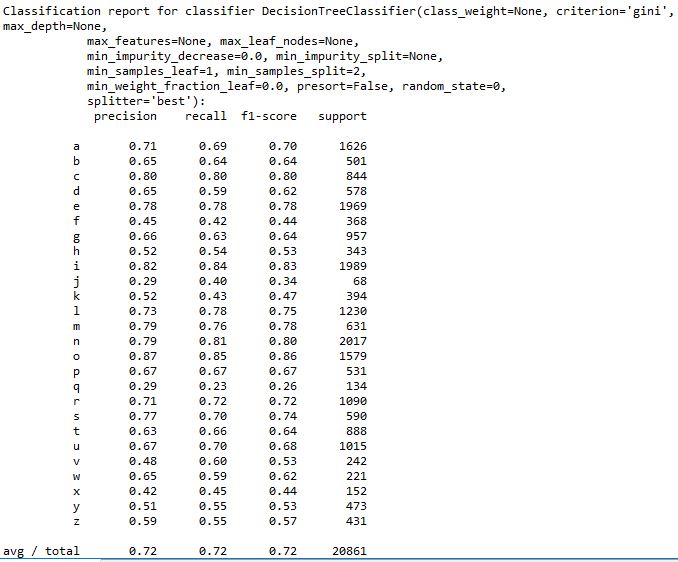 Classification report for classifier DecisionTreeClassifier(class_weight=None, criterion='gini',
max_depth=None,
max_features=None, max_leaf_nodes=None,
min_impurity_decrease=0.0, min_impurity_split=None,
min_samples_leaf=1, min_samples_split=2,
min_weight_fraction_leaf=0.0, presort=False, random_state=0,
splitter='best'):
precision recall f1-score support
a 0.71 0.69 0.70 1626
b 0.65 0.64 0.64 501
c 0.80 0.80 0.80 844
d 0.65 0.59 0.62 578
e 0.78 0.78 0.78 1969
f 0.45 0.42 0.44 368
g 0.66 0.63 0.64 957
h 0.52 0.54 0.53 343
i 0.82 0.84 0.83 1989
j 0.29 0.40 0.34 68
k 0.52 0.43 0.47 394
l 0.73 0.78 0.75 1230
m 0.79 0.76 0.78 631
n 0.79 0.81 0.80 2017
o 0.87 0.85 0.86 1579
p 0.67 0.67 0.67 531
q 0.29 0.23 0.26 134
r 0.71 0.72 0.72 1090
s 0.77 0.70 0.74 590
t 0.63 0.66 0.64 888
u 0.67 0.70 0.68 1015
v 0.48 0.60 0.53 242
w 0.65 0.59 0.62 221
x 0.42 0.45 0.44 152
y 0.51 0.55 0.53 473
z 0.59 0.55 0.57 431
avg / total 0.72 0.72 0.72 20861